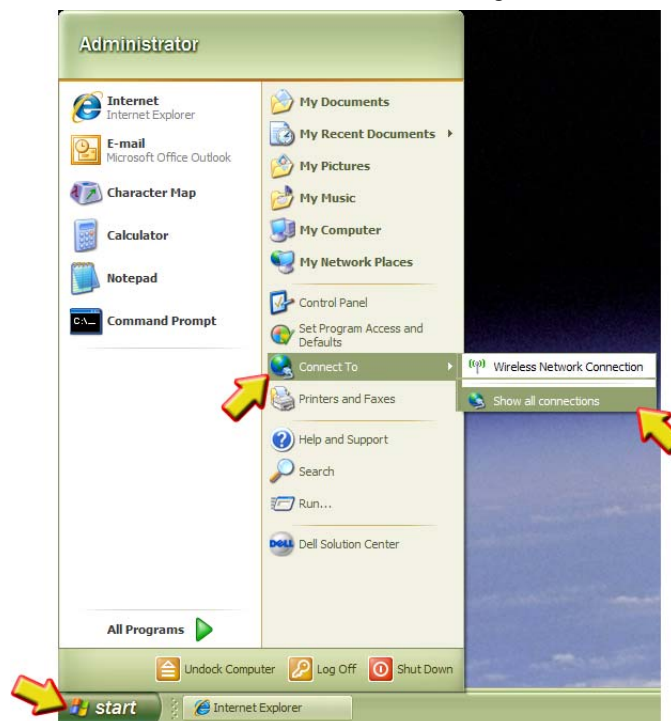 Administrator
Internet
Internet Explorer
E-mail
Microsoft Office Outlook
Character Map
Calculator
Notepad
C:\_
Command Prompt
All Programs
My Documents
My Recent Documents
My Pictures
My Music
My Computer
My Network Places
Control Panel
Set Program Access and
Defaults
Connect To
Printers and Faxes
Help and Support
Search
Run...
DELL Dell Solution Center
Wireless Network Connection
Show all connections
Undock Computer Log Off Shut Down
start Internet Explorer